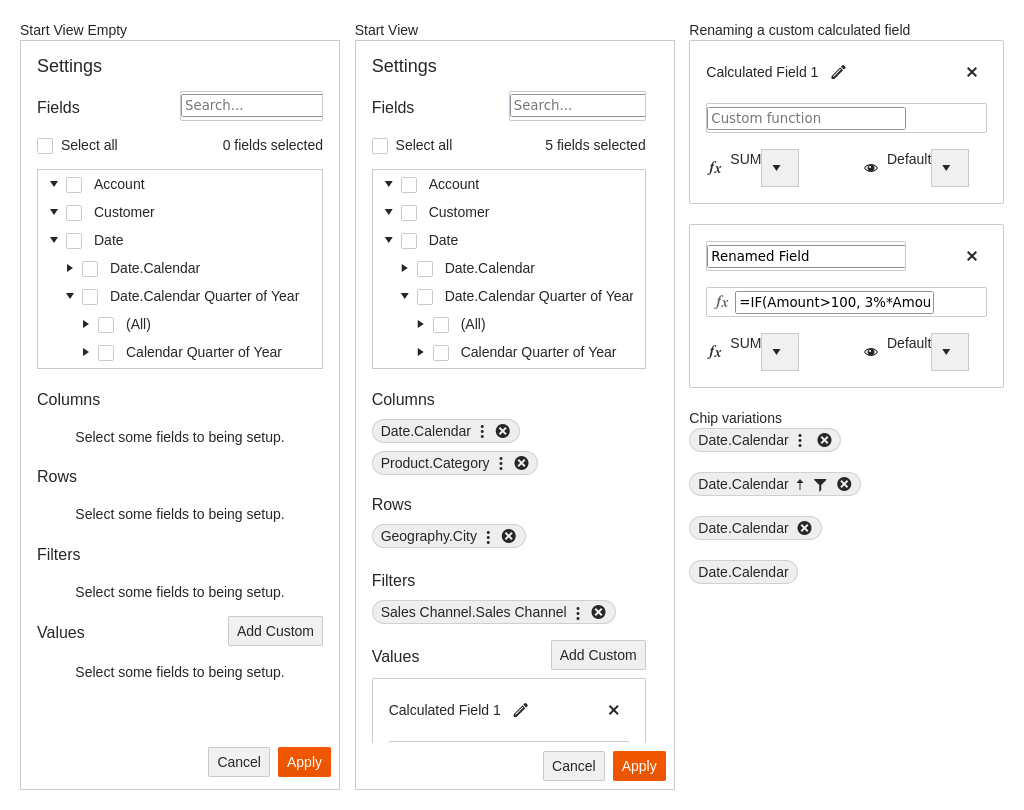 Start View Empty
Settings
Fields
Search...
Select all
0 fields selected
Account
Customer
Date
Date.Calendar
Date.Calendar Quarter of Year
(All)
Calendar Quarter of Year
Columns
Select some fields to being setup.
Rows
Select some fields to being setup.
Filters
Select some fields to being setup.
Values
Add Custom
Select some fields to being setup.
Cancel
Apply
Start View
Settings
Fields
Search...
Select all
5 fields selected
Account
Customer
Date
Date.Calendar
Date.Calendar Quarter of Year
(All)
Calendar Quarter of Year
Columns
Date.Calendar
Product.Category
Rows
Geography.City
Filters
Sales Channel.Sales Channel
Values
Add Custom
Calculated Field 1
Cancel
Apply
Renaming a custom calculated field
Calculated Field 1
Custom function
fx SUM
Default
Renamed Field
fx =IF(Amount>100, 3%*Amou
fx SUM
Default
Chip variations
Date.Calendar
Date.Calendar
Date.Calendar
Date.Calendar